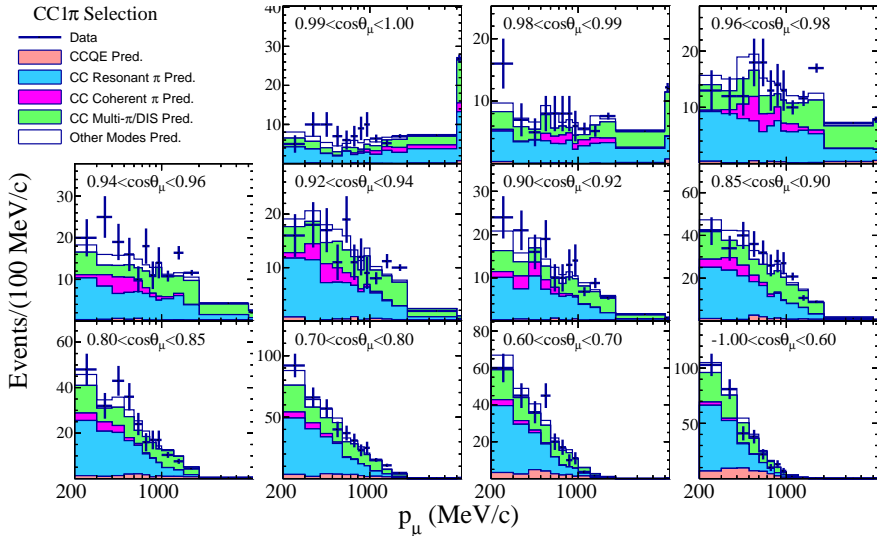 CC1π Selection
Data
CCQE Pred.
CC Resonant π Pred.
CC Coherent π Pred.
CC Multi-π/DIS Pred.
Other Modes Pred.
0.99<cosθμ<1.00
40
30
20
10
0.98<cosθμ<0.99
20
10
0
0.96<cosθμ<0.98
20
10
0
0.94<cosθμ<0.96
30
20
10
0.92<cosθμ<0.94
20
10
0.90<cosθμ<0.92
30
20
10
0
0.85<cosθμ<0.90
60
40
20
0
0.80<cosθμ<0.85
60
40
20
0.70<cosθμ<0.80
100
50
0.60<cosθμ<0.70
80
60
40
20
0
-1.00<cosθμ<0.60
100
50
0
200 1000
200 1000
200 1000
200 1000
Events/(100 MeV/c)
pμ (MeV/c)